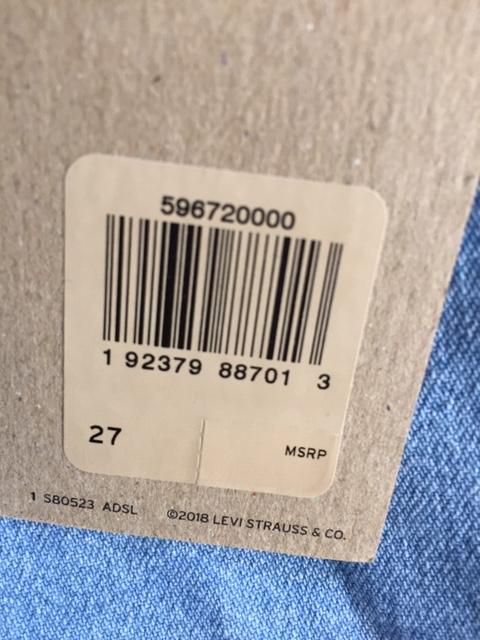 596720000
1 92379 88701 3
27 MSRP
1 S80523 ADSL ©2018 LEVI STRAUSS & CO.